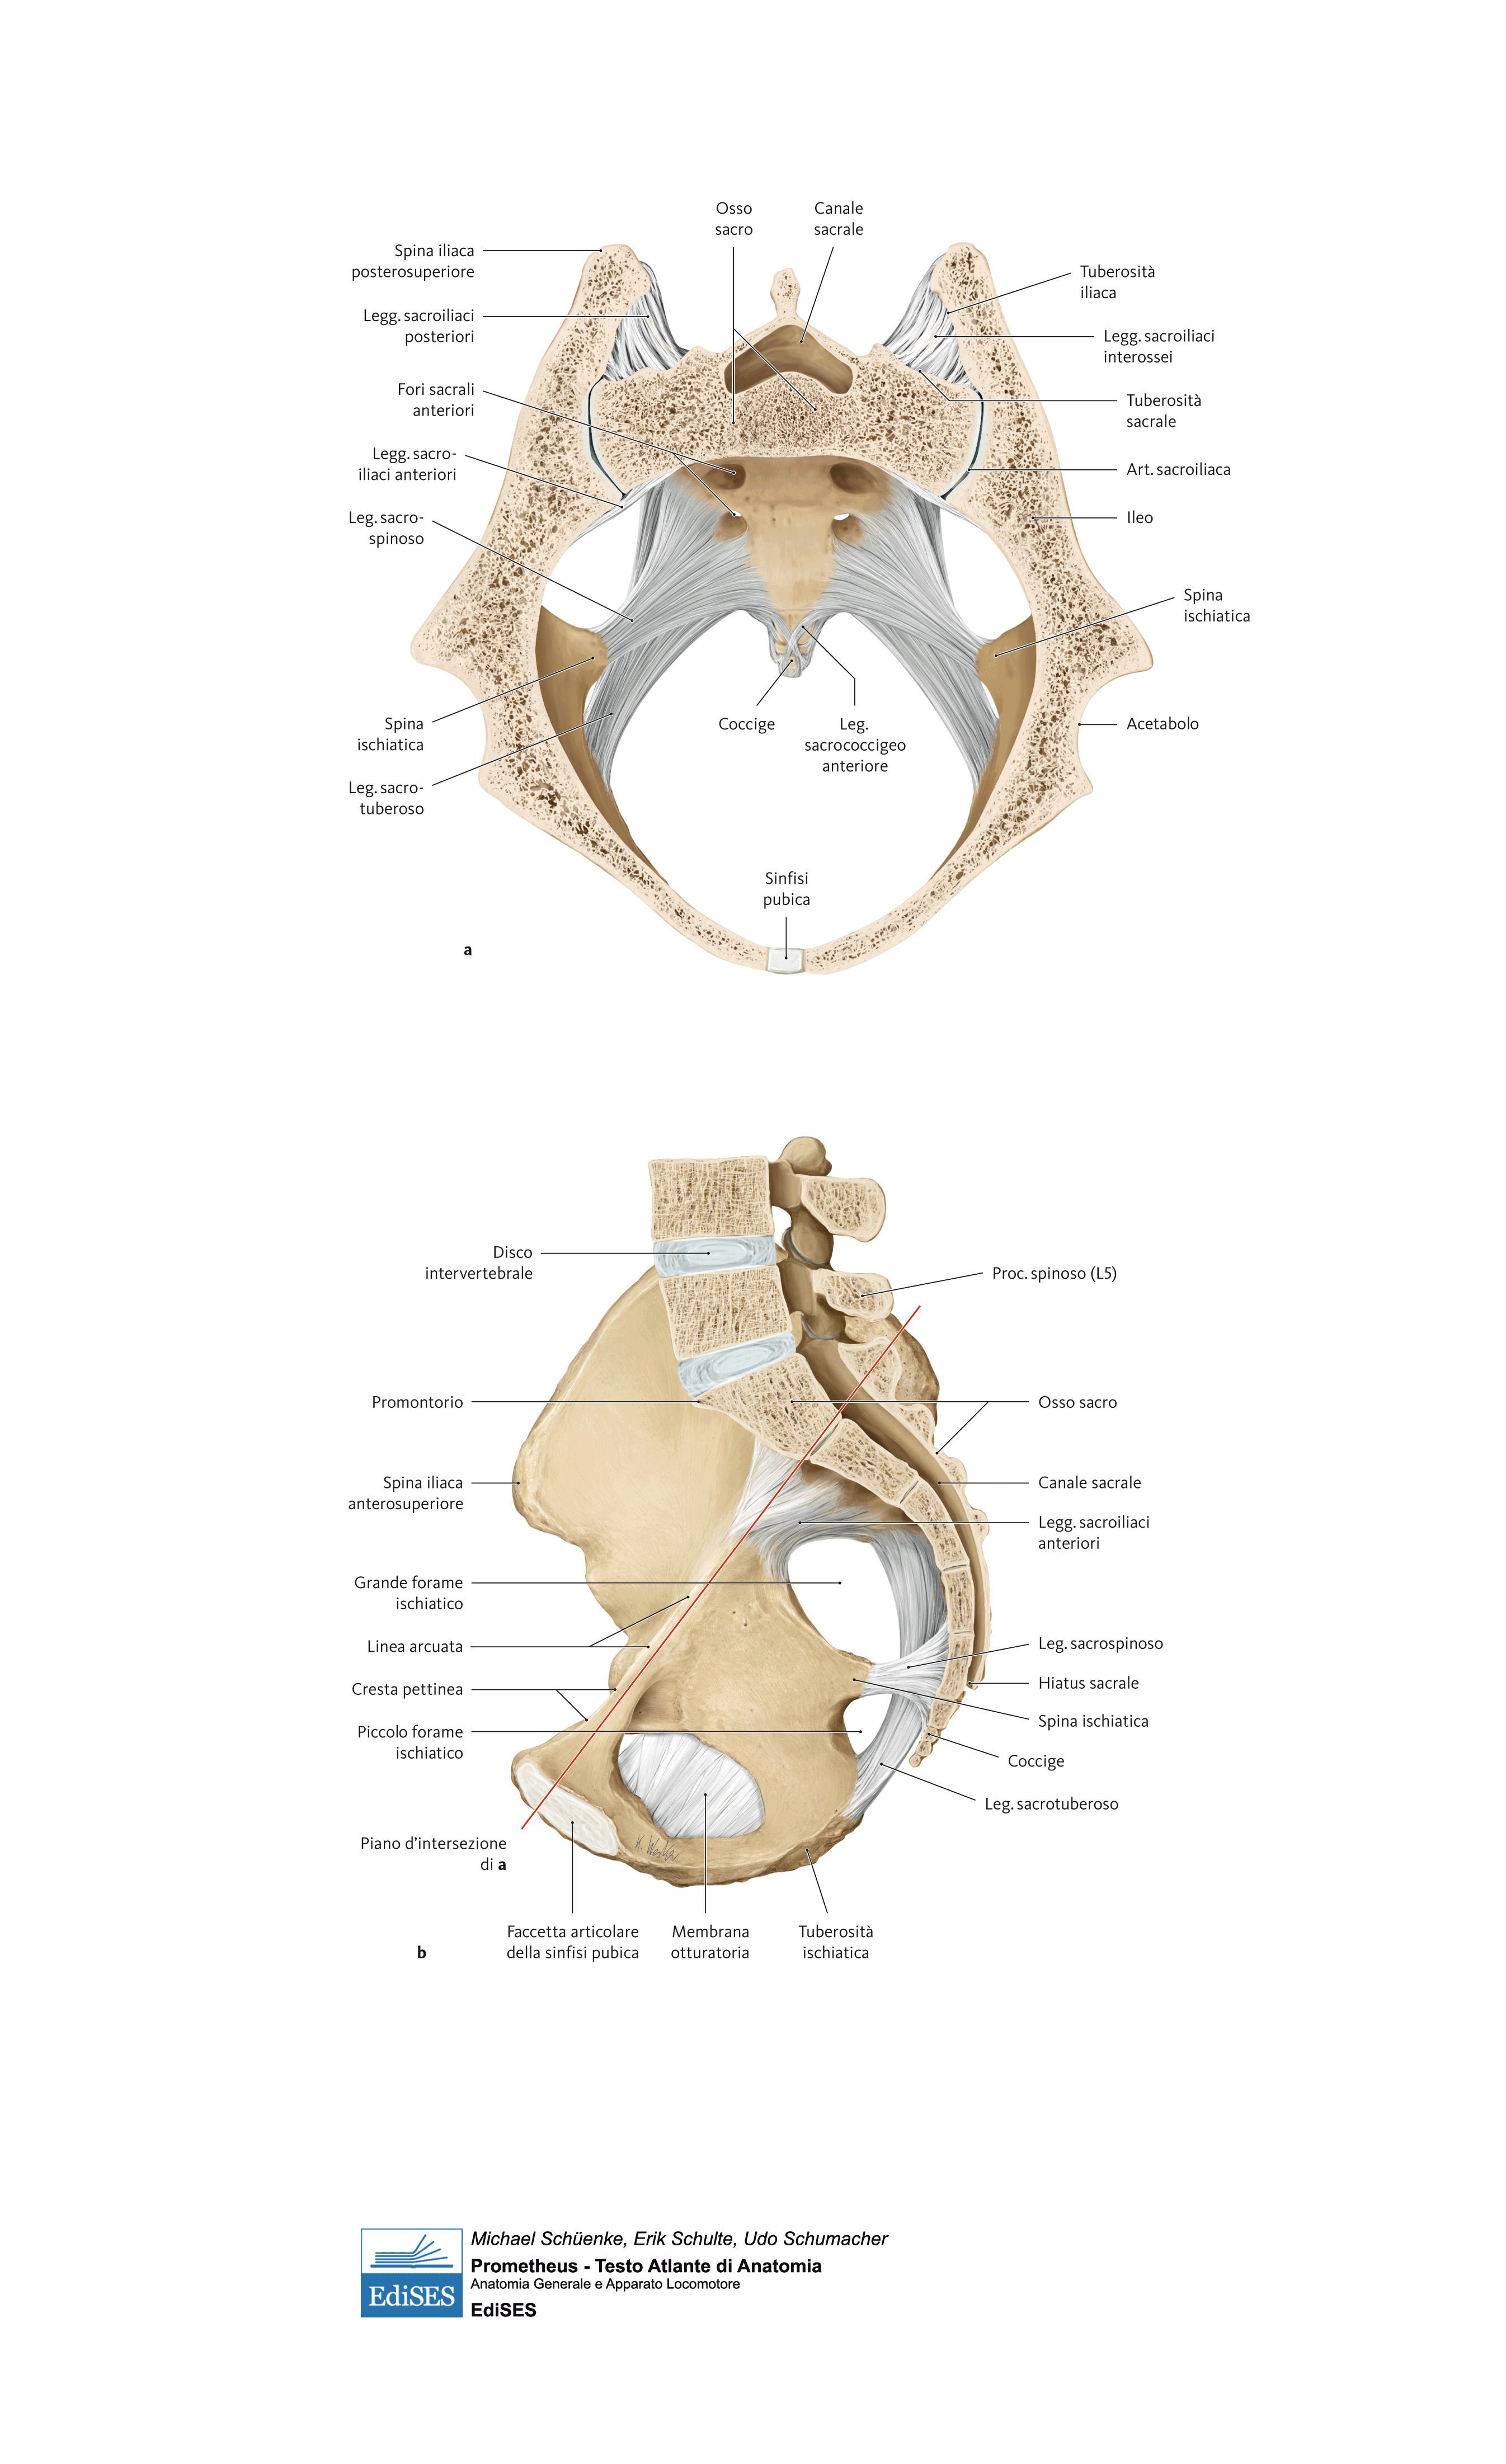 Osso
sacro
Canale
sacrale
Spina iliaca
posterosuperiore
Tuberosità
iliaca
Legg. sacroiliaci
posteriori
Legg. sacroiliaci
interossei
Fori sacrali
anteriori
Tuberosità
sacrale
Legg. sacro-
iliaci anteriori
Art. sacroiliaca
Leg. sacro-
spinoso
Ileo
Spina
ischiatica
Spina
ischiatica
Coccige
Leg.
sacrococcigeo
anteriore
Acetabolo
Leg. sacro-
tuberoso
Sinfisi
pubica
a
Disco
intervertebrale
Proc. spinoso (L5)
Promontorio
Osso sacro
Spina iliaca
anterosuperiore
Canale sacrale
Legg. sacroiliaci
anteriori
Grande forame
ischiatico
Linea arcuata
Leg. sacrospinoso
Cresta pettinea
Hiatus sacrale
Spina ischiatica
Piccolo forame
ischiatico
Coccige
Leg. sacrotuberoso
Piano d'intersezione
di a
Faccetta articolare
della sinfisi pubica
Membrana
otturatoria
Tuberosità
ischiatica
b
Michael Schüenke, Erik Schulte, Udo Schumacher
Prometheus - Testo Atlante di Anatomia
Anatomia Generale e Apparato Locomotore
EdiSES
EdiSES